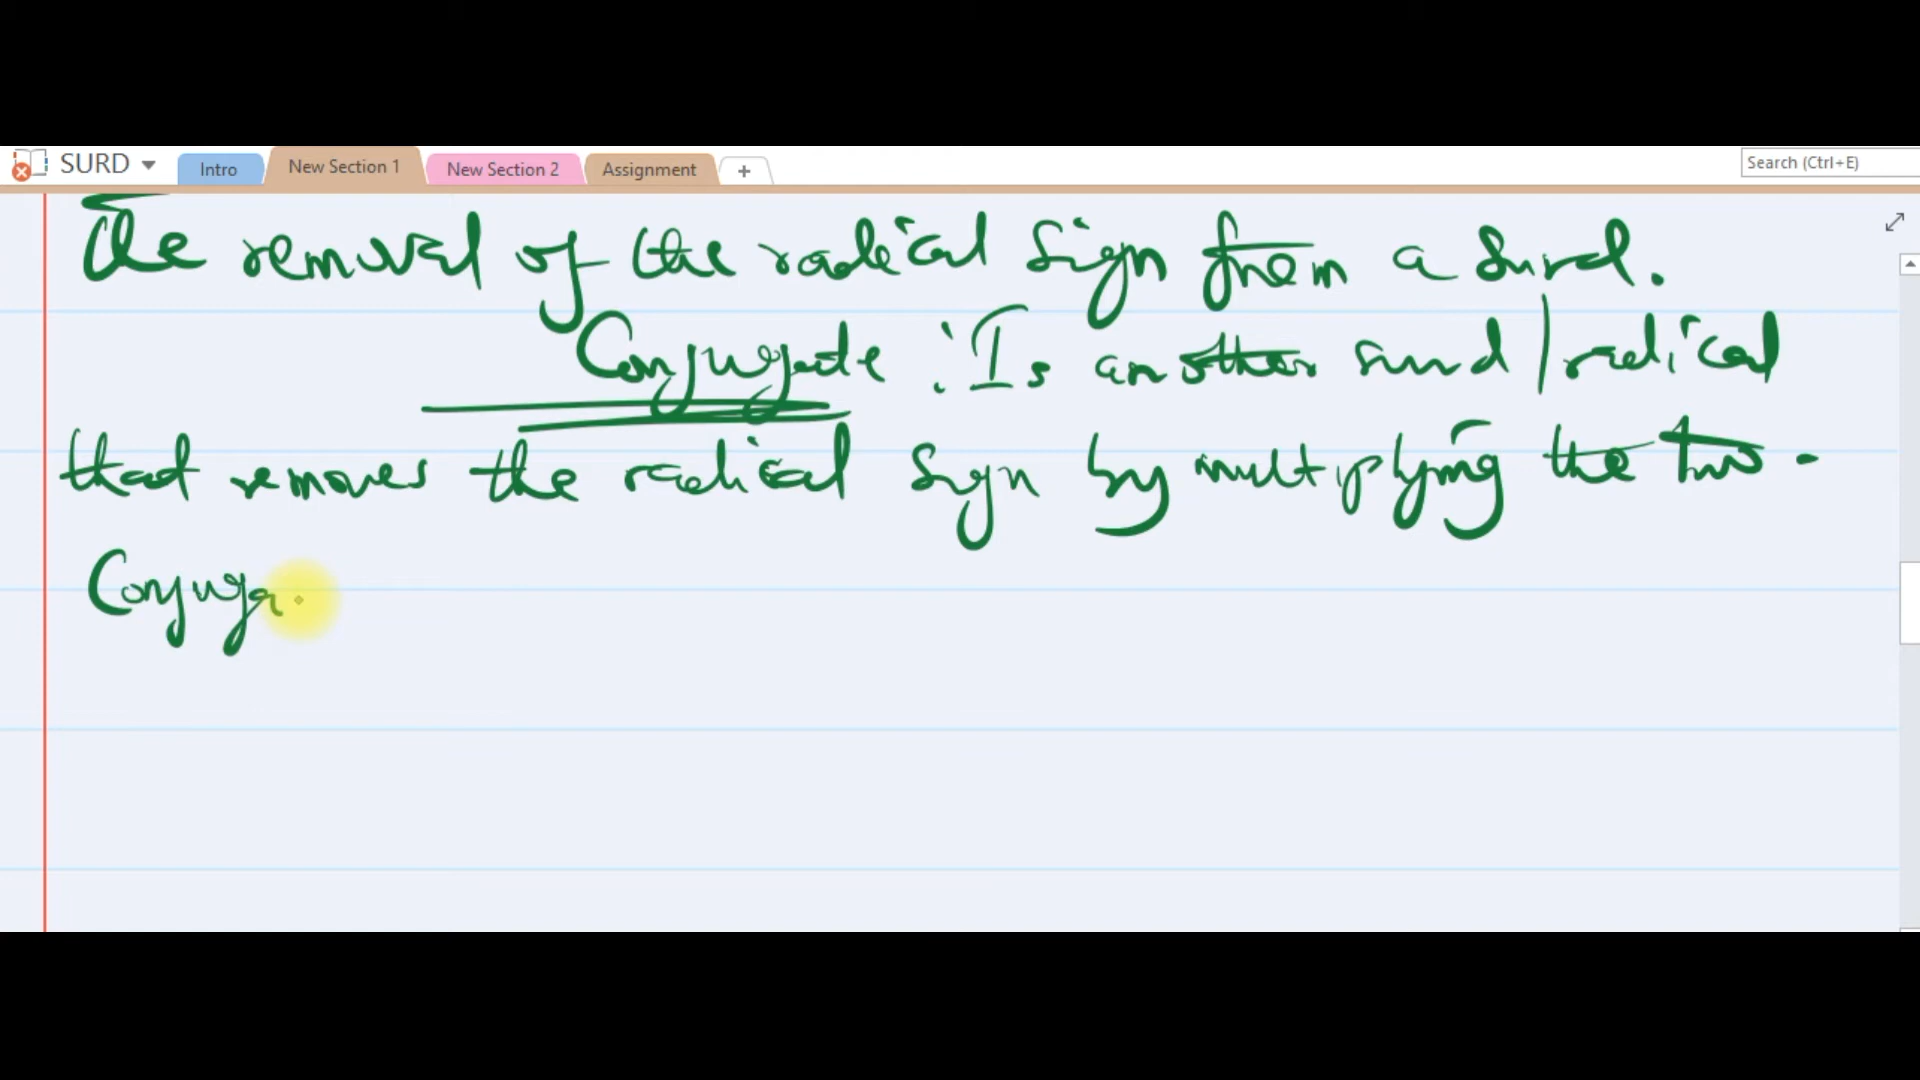 SURD
Intro
New Section 1
New Section 2
Assignment
+
Search (Ctrl+E)
The removal of the radical Sign from a Surd.
Conjugate : Is another surd/radical
that removes the radical Sign by multiplying the two.
Conjuga